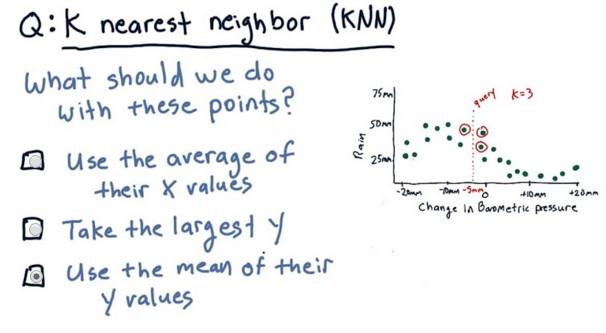 Q: K nearest neighbor (KNN)
What should we do
with these points?
Use the average of
their X values
Take the largest Y
Use the mean of their
Y values
query K=3
75mm
50mm
25mm
Rain
-20mm -10mm -5mm 0 +10mm +20mm
Change in Barometric pressure